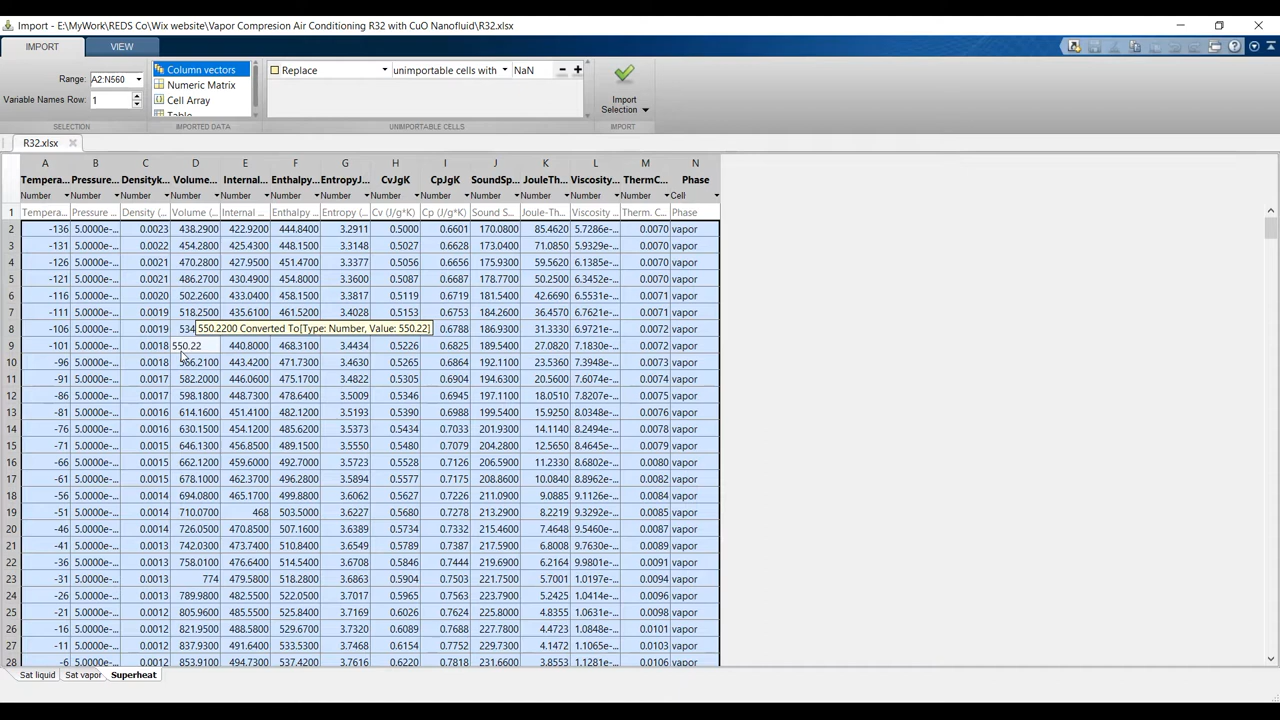 Import - E:\MyWork\REDS Co\Wix website\Vapor Compresion Air Conditioning R32 with CuO Nanofluid\R32.xlsx
IMPORT VIEW
Range: A2:N560
Variable Names Row: 1
SELECTION
Column vectors
Numeric Matrix
Cell Array
Table
IMPORTED DATA
Replace unimportable cells with NaN
UNIMPORTABLE CELLS
Import Selection
IMPORT
R32.xlsx
A B C D E F G H I J K L M N
Tempera... Pressure... Densityk... Volume... Internal... Enthalpy... EntropyJ... CvJgK CpJgK SoundSp... JouleTh... Viscosity... ThermC... Phase
Number Number Number Number Number Number Number Number Number Number Number Number Number Cell
1 Tempera... Pressure ... Density (... Volume (... Internal ... Enthalpy ... Entropy (... Cv (J/g*K) Cp (J/g*K) Sound S... Joule-Th... Viscosity ... Therm. C... Phase
2 -136 5.0000e-... 0.0023 438.2900 422.9200 444.8400 3.2911 0.5000 0.6601 170.0800 85.4620 5.7286e-... 0.0070 vapor
3 -131 5.0000e-... 0.0022 454.2800 425.4300 448.1500 3.3148 0.5027 0.6628 173.0400 71.0850 5.9329e-... 0.0070 vapor
4 -126 5.0000e-... 0.0021 470.2800 427.9500 451.4700 3.3377 0.5056 0.6656 175.9300 59.5620 6.1385e-... 0.0070 vapor
5 -121 5.0000e-... 0.0021 486.2700 430.4900 454.8000 3.3600 0.5087 0.6687 178.7700 50.2500 6.3452e-... 0.0070 vapor
6 -116 5.0000e-... 0.0020 502.2600 433.0400 458.1500 3.3817 0.5119 0.6719 181.5400 42.6690 6.5531e-... 0.0071 vapor
7 -111 5.0000e-... 0.0019 518.2500 435.6100 461.5200 3.4028 0.5153 0.6753 184.2600 36.4570 6.7621e-... 0.0071 vapor
8 -106 5.0000e-... 0.0019 534 550.2200 Converted To[Type: Number, Value: 550.22] 0.6788 186.9300 31.3330 6.9721e-... 0.0072 vapor
9 -101 5.0000e-... 0.0018 550.22 440.8000 468.3100 3.4434 0.5226 0.6825 189.5400 27.0820 7.1830e-... 0.0072 vapor
10 -96 5.0000e-... 0.0018 566.2100 443.4200 471.7300 3.4630 0.5265 0.6864 192.1100 23.5360 7.3948e-... 0.0073 vapor
11 -91 5.0000e-... 0.0017 582.2000 446.0600 475.1700 3.4822 0.5305 0.6904 194.6300 20.5600 7.6074e-... 0.0074 vapor
12 -86 5.0000e-... 0.0017 598.1800 448.7300 478.6400 3.5009 0.5346 0.6945 197.1100 18.0510 7.8207e-... 0.0075 vapor
13 -81 5.0000e-... 0.0016 614.1600 451.4100 482.1200 3.5193 0.5390 0.6988 199.5400 15.9250 8.0348e-... 0.0076 vapor
14 -76 5.0000e-... 0.0016 630.1500 454.1200 485.6200 3.5373 0.5434 0.7033 201.9300 14.1140 8.2494e-... 0.0078 vapor
15 -71 5.0000e-... 0.0015 646.1300 456.8500 489.1500 3.5550 0.5480 0.7079 204.2800 12.5650 8.4645e-... 0.0079 vapor
16 -66 5.0000e-... 0.0015 662.1200 459.6000 492.7000 3.5723 0.5528 0.7126 206.5900 11.2330 8.6802e-... 0.0080 vapor
17 -61 5.0000e-... 0.0015 678.1000 462.3700 496.2800 3.5894 0.5577 0.7175 208.8600 10.0840 8.8962e-... 0.0082 vapor
18 -56 5.0000e-... 0.0014 694.0800 465.1700 499.8800 3.6062 0.5627 0.7226 211.0900 9.0885 9.1126e-... 0.0084 vapor
19 -51 5.0000e-... 0.0014 710.0700 468 503.5000 3.6227 0.5680 0.7278 213.2900 8.2219 9.3292e-... 0.0085 vapor
20 -46 5.0000e-... 0.0014 726.0500 470.8500 507.1600 3.6389 0.5734 0.7332 215.4600 7.4648 9.5460e-... 0.0087 vapor
21 -41 5.0000e-... 0.0013 742.0300 473.7400 510.8400 3.6549 0.5789 0.7387 217.5900 6.8008 9.7630e-... 0.0089 vapor
22 -36 5.0000e-... 0.0013 758.0100 476.6400 514.5400 3.6708 0.5846 0.7444 219.6900 6.2164 9.9801e-... 0.0091 vapor
23 -31 5.0000e-... 0.0013 774 479.5800 518.2800 3.6863 0.5904 0.7503 221.7500 5.7001 1.0197e-... 0.0094 vapor
24 -26 5.0000e-... 0.0013 789.9800 482.5500 522.0500 3.7017 0.5965 0.7563 223.7900 5.2425 1.0414e-... 0.0096 vapor
25 -21 5.0000e-... 0.0012 805.9600 485.5500 525.8400 3.7169 0.6026 0.7624 225.8000 4.8355 1.0631e-... 0.0098 vapor
26 -16 5.0000e-... 0.0012 821.9500 488.5800 529.6700 3.7320 0.6089 0.7688 227.7800 4.4723 1.0848e-... 0.0101 vapor
27 -11 5.0000e-... 0.0012 837.9300 491.6400 533.5300 3.7468 0.6154 0.7752 229.7300 4.1472 1.1065e-... 0.0103 vapor
28 -6 5.0000e-... 0.0012 853.9100 494.7300 537.4200 3.7616 0.6220 0.7818 231.6600 3.8553 1.1281e-... 0.0106 vapor
Sat liquid Sat vapor Superheat